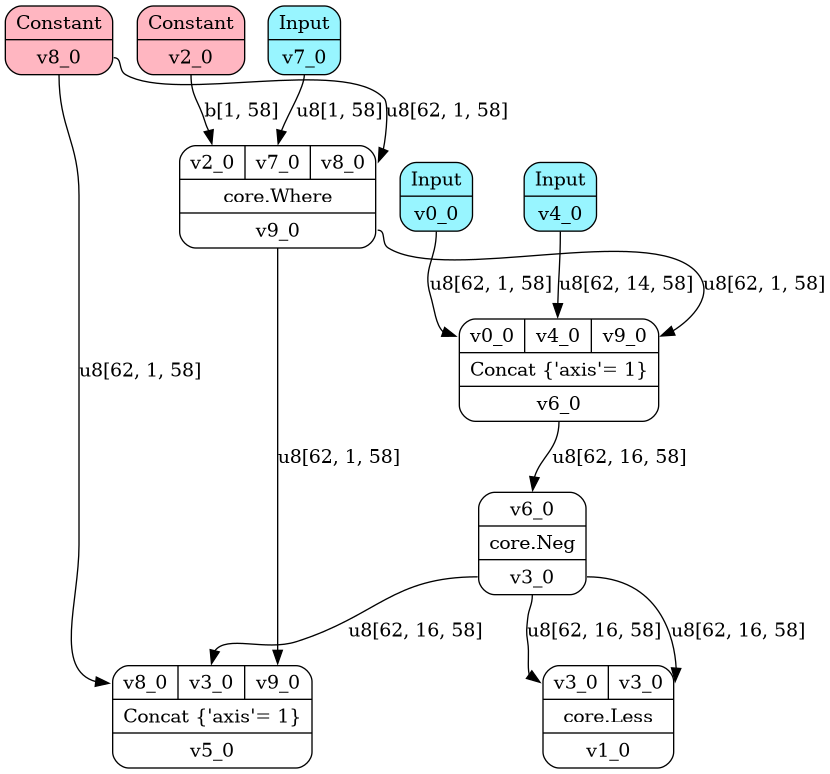 Constant
v8_0
Constant
v2_0
Input
v7_0
b[1, 58]
u8[1, 58]
u8[62, 1, 58]
v2_0 v7_0 v8_0
core.Where
v9_0
Input
v0_0
Input
v4_0
u8[62, 1, 58]
u8[62, 14, 58]
u8[62, 1, 58]
v0_0 v4_0 v9_0
Concat {'axis'= 1}
v6_0
u8[62, 1, 58]
u8[62, 1, 58]
u8[62, 16, 58]
v6_0
core.Neg
v3_0
u8[62, 16, 58]
u8[62, 16, 58]
u8[62, 16, 58]
v8_0 v3_0 v9_0
Concat {'axis'= 1}
v5_0
v3_0 v3_0
core.Less
v1_0